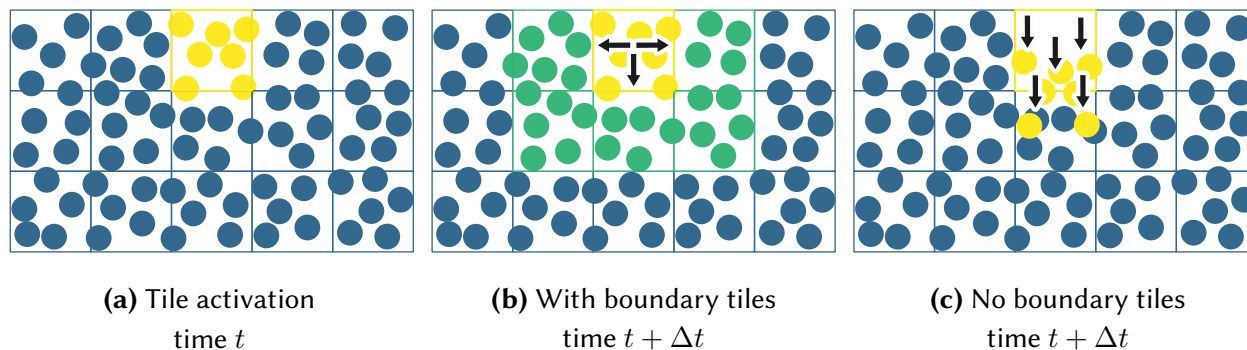 (a) Tile activation
time t
(b) With boundary tiles
time t + Δt
(c) No boundary tiles
time t + Δt